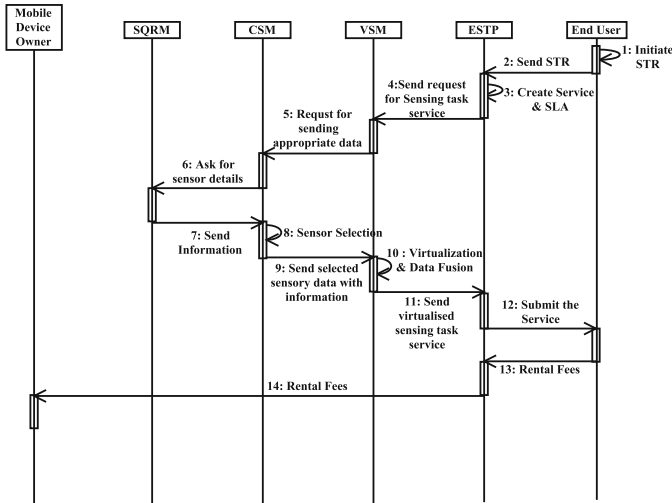 Mobile
Device
Owner
SQRM
CSM
VSM
ESTP
End User
1: Initiate
STR
2: Send STR
3: Create Service
& SLA
4:Send request
for Sensing task
service
5: Requst for
sending
appropriate data
6: Ask for
sensor details
7: Send
Information
8: Sensor Selection
9: Send selected
sensory data with
information
10 : Virtualization
& Data Fusion
11: Send
virtualised
sensing task
service
12: Submit the
Service
13: Rental Fees
14: Rental Fees